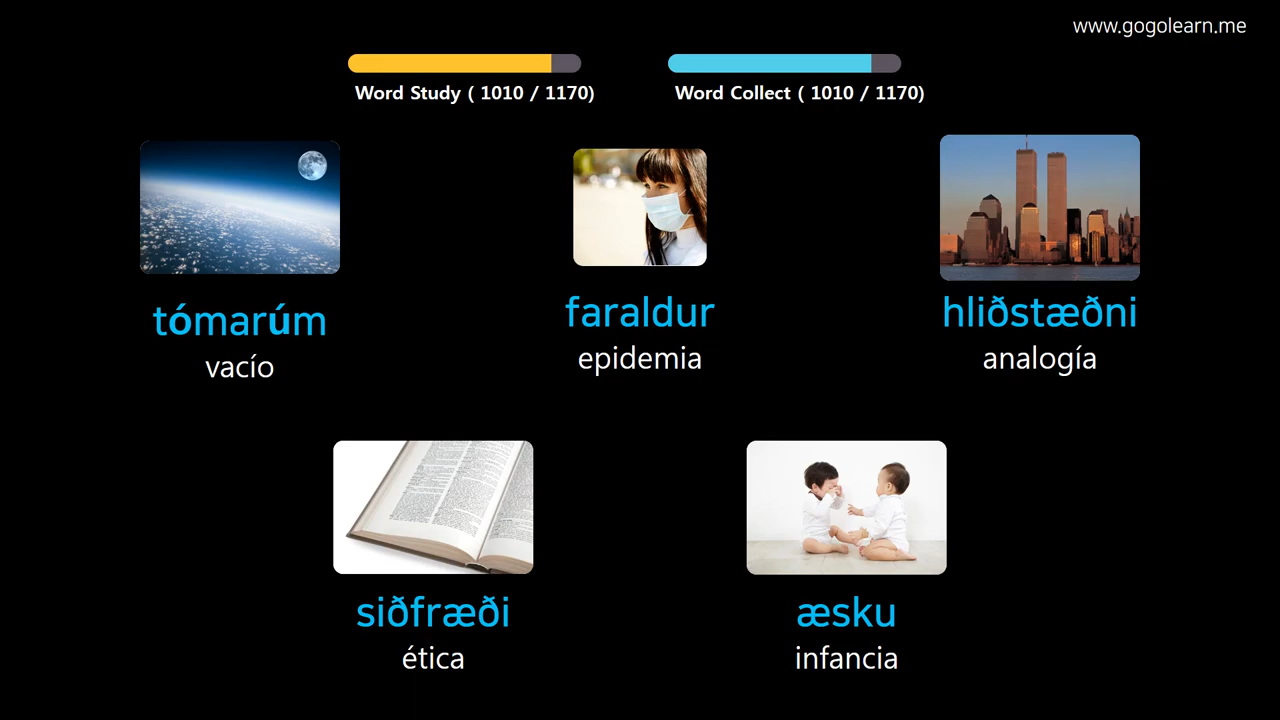 www.gogolearn.me
Word Study ( 1010 / 1170)
Word Collect ( 1010 / 1170)
tómarúm
vacío
faraldur
epidemia
hliðstæðni
analogía
siðfræði
ética
æsku
infancia